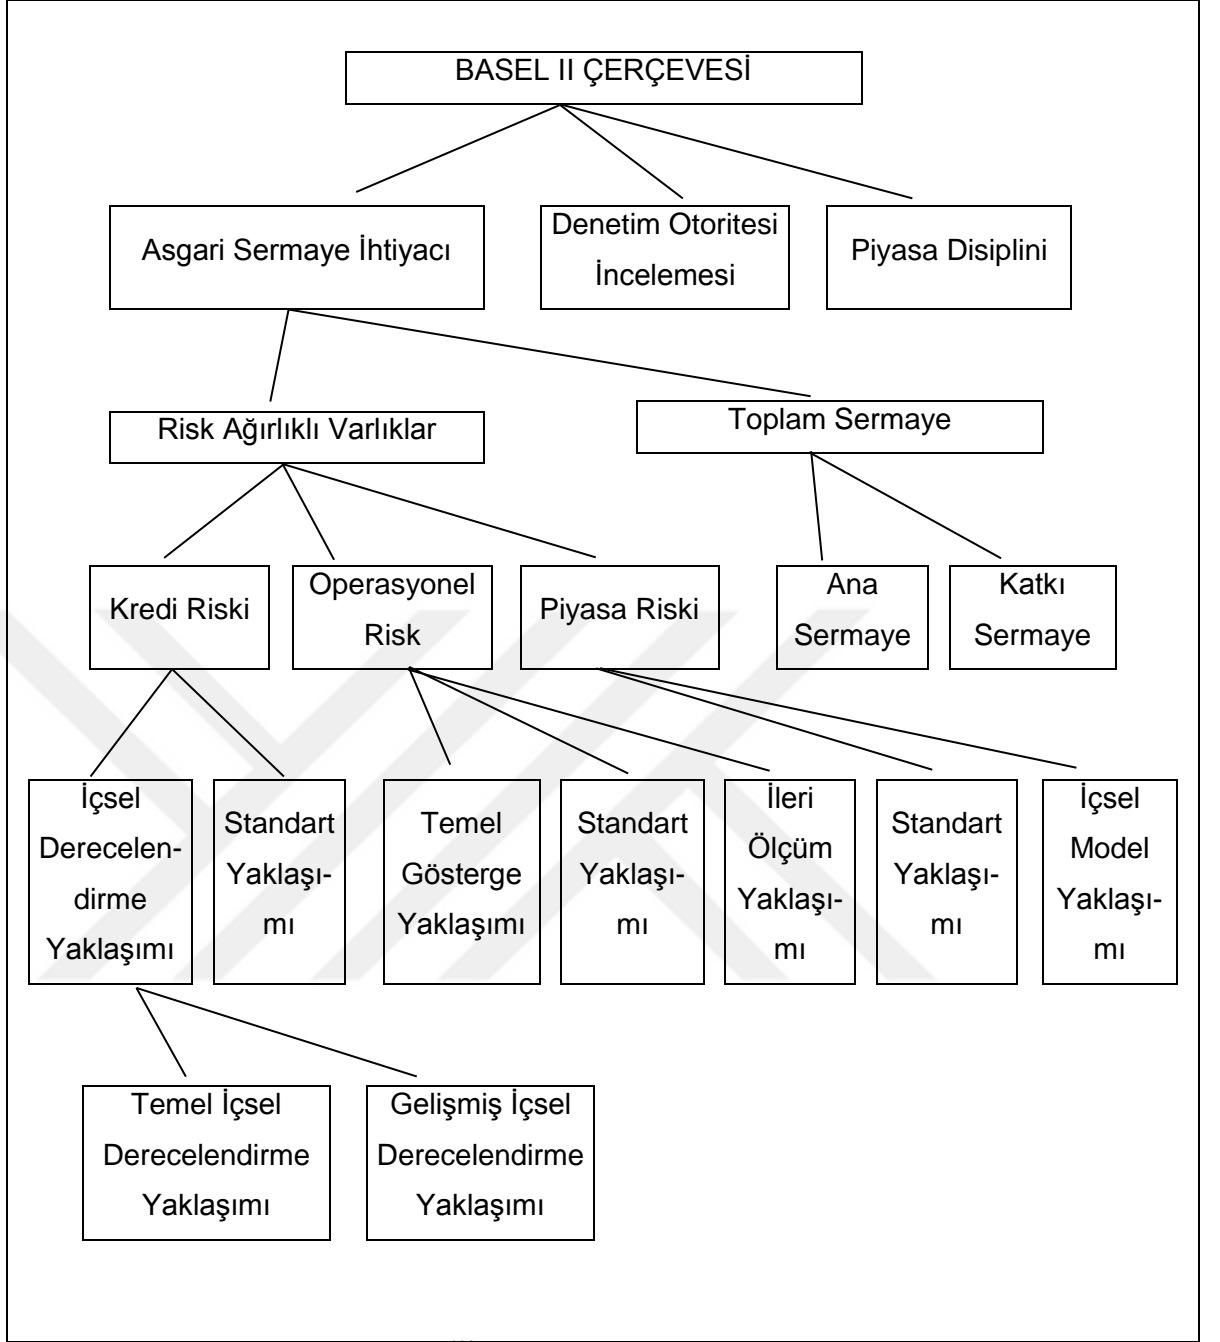 BASEL II ÇERÇEVESİ
Asgari Sermaye İhtiyacı
Denetim Otoritesi
İncelemesi
Piyasa Disiplini
Risk Ağırlıklı Varlıklar
Toplam Sermaye
Kredi Riski
Operasyonel
Risk
Piyasa Riski
Ana
Sermaye
Katkı
Sermaye
İçsel
Derecelen-
dirme
Yaklaşımı
Standart
Yaklaşı-
mı
Temel
Gösterge
Yaklaşımı
Standart
Yaklaşı-
mı
İleri
Ölçüm
Yaklaşı-
mı
Standart
Yaklaşı-
mı
İçsel
Model
Yaklaşı-
mı
Temel İçsel
Derecelendirme
Yaklaşımı
Gelişmiş İçsel
Derecelendirme
Yaklaşımı